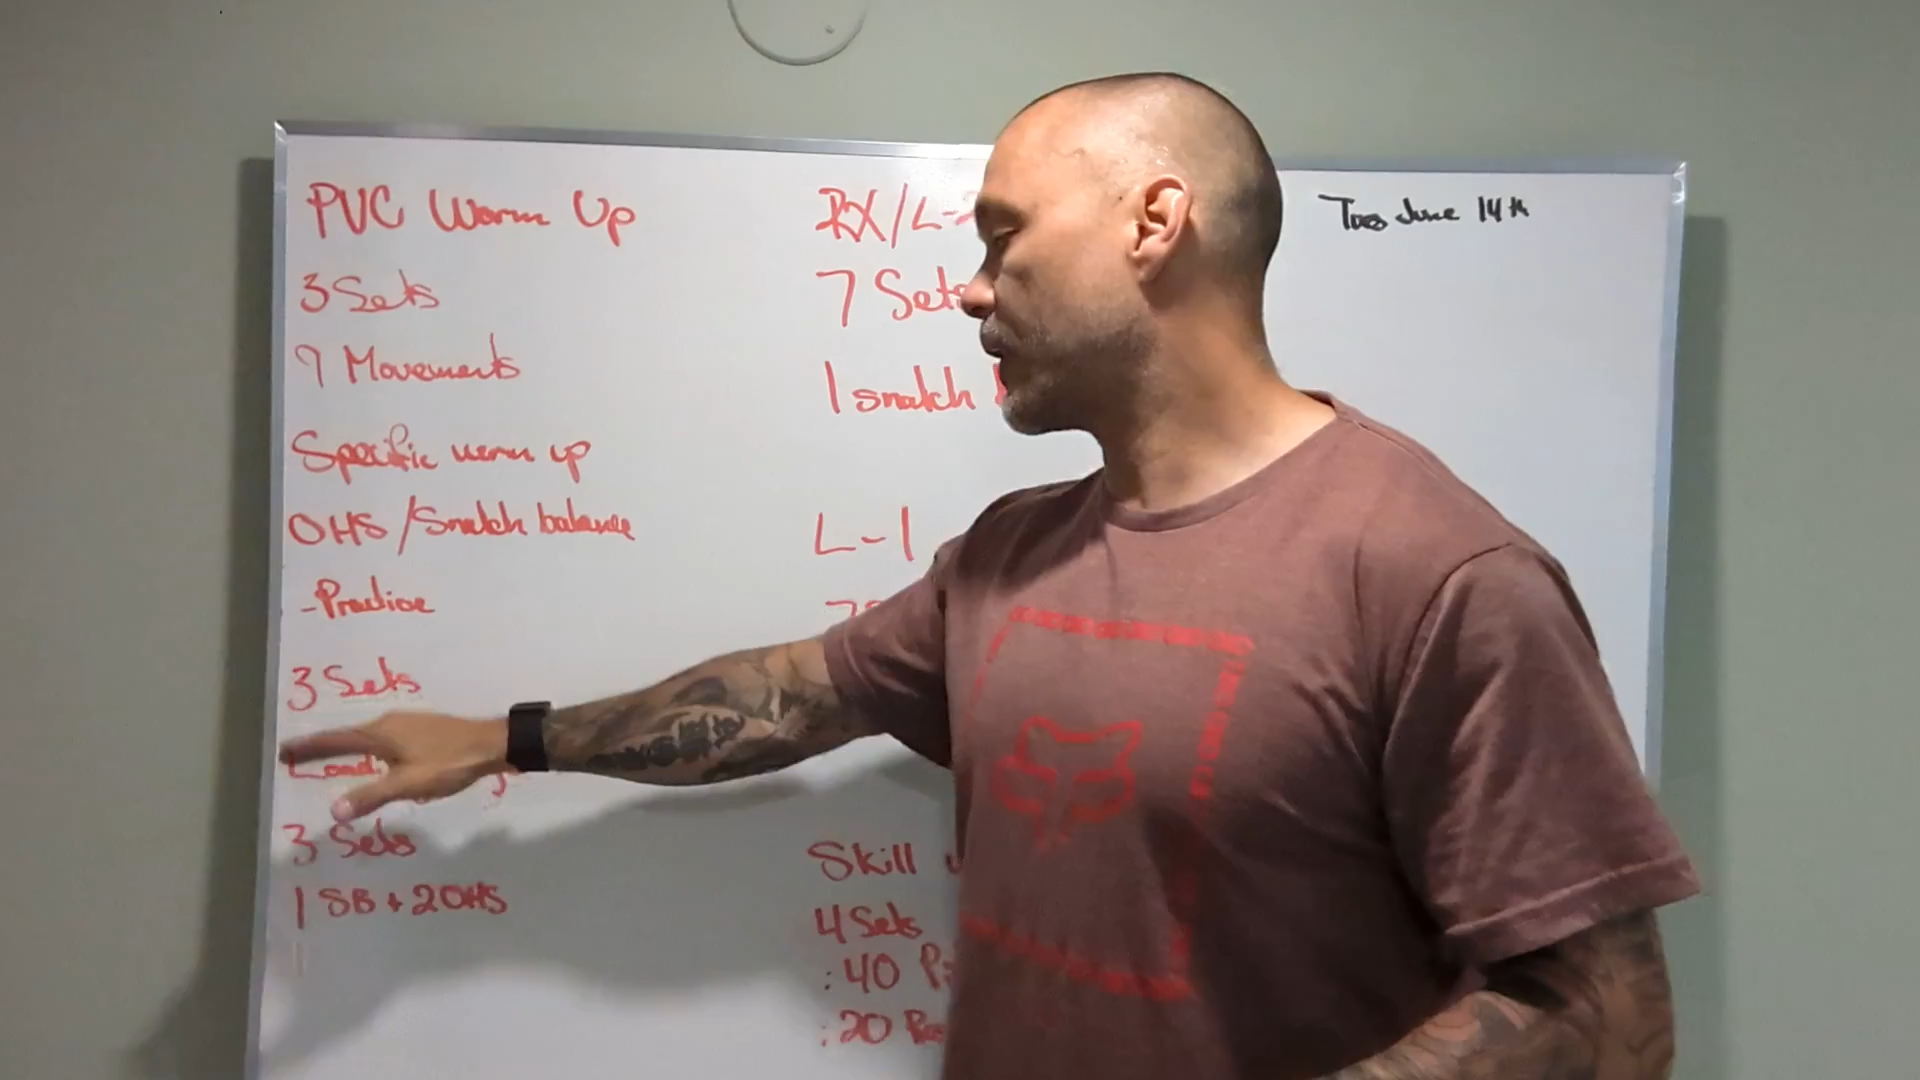 PVC Warm Up
3 Sets
9 Movements
Specific warm up
OHS/Snatch balance
-Practice
3 Sets
3 Sets
1 SB + 2 OHS
RX/L-2
7 Sets
1 snatch
L-1
Skill
4 Sets
:40
:20
Tues June 14th